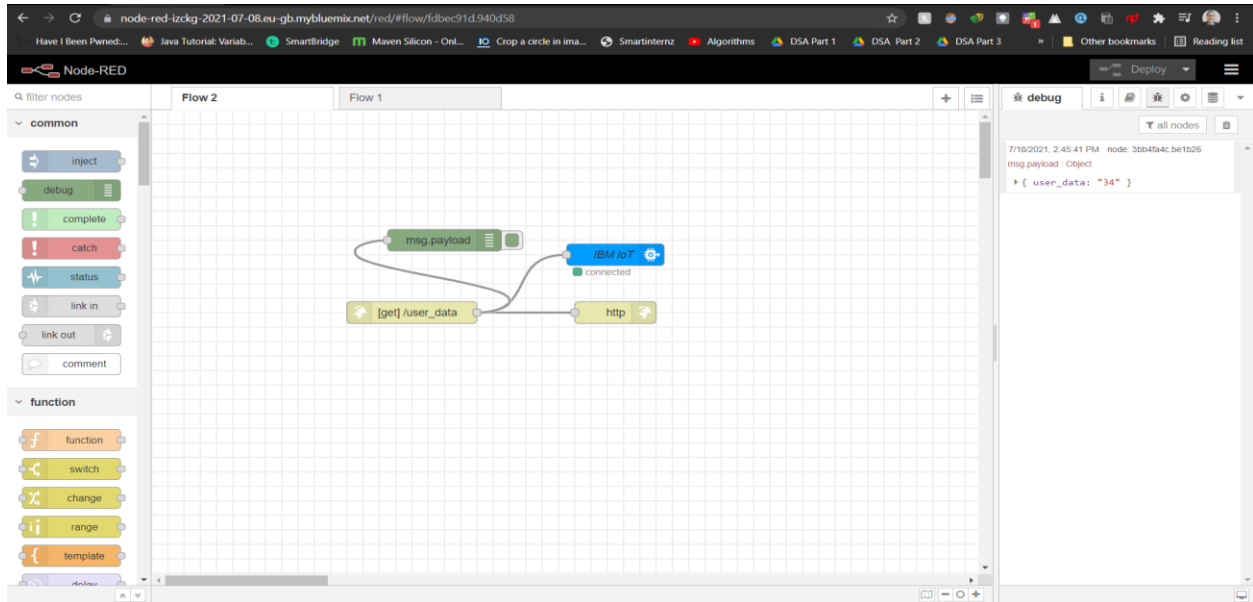 node-red-izckg-2021-07-08.eu-gb.mybluemix.net/red/#flow/fdbec91d.940d58
Have I Been Pwned:... Java Tutorial: Variab... SmartBridge Maven Silicon - Onl... Crop a circle in ima... Smartinternz Algorithms DSA Part 1 DSA Part 2 DSA Part 3 » Other bookmarks Reading list
Node-RED Deploy
filter nodes Flow 2 Flow 1 debug
common
all nodes
inject
7/18/2021, 2:45:41 PM node: 3bb4fa4c.be1b26
msg.payload : Object
{ user_data: "34" }
debug
complete
catch
msg.payload
IBM IoT
status
connected
link in
[get] /user_data http
link out
comment
function
function
switch
change
range
template
delay